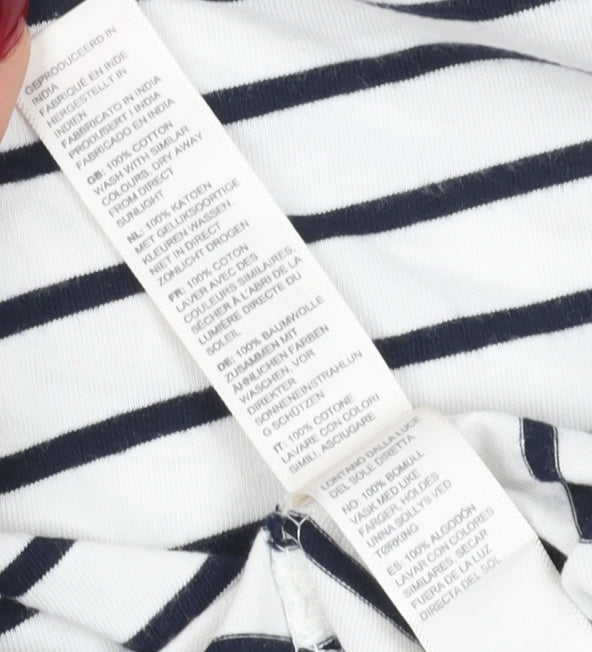 GEPRODUCEERD IN
INDIA
FABRIQUÉ EN INDE
HERGESTELLT IN
INDIEN
FABBRICATO IN INDIA
PRODUSERT I INDIA
FABRICADO EN INDIA
GB: 100% COTTON
WASH WITH SIMILAR
COLOURS, DRY AWAY
FROM DIRECT
SUNLIGHT
NL: 100% KATOEN
MET GELIJKSOORTIGE
KLEUREN WASSEN,
NIET IN DIRECT
ZONLICHT DROGEN
FR: 100% COTON
LAVER AVEC DES
COULEURS SIMILAIRES.
SÉCHER À L'ABRI DE LA
LUMIÈRE DIRECTE DU
SOLEIL
DE: 100% BAUMWOLLE
ZUSAMMEN MIT
ÄHNLICHEN FARBEN
WASCHEN, VOR
DIREKTER
SONNENEINSTRAHLUN
G SCHÜTZEN
IT: 100% COTONE
LAVARE CON COLORI
SIMILI, ASCIUGARE
LONTANO DALLA LUCE
DEL SOLE DIRETTA
NO: 100% BOMULL
VASK MED LIKE
FARGER, HOLDES
UNNA SOLLYS VED
TØRKING
ES: 100% ALGODÓN
LAVAR CON COLORES
SIMILARES, SECAR
FUERA DE LA LUZ
DIRECTA DEL SOL